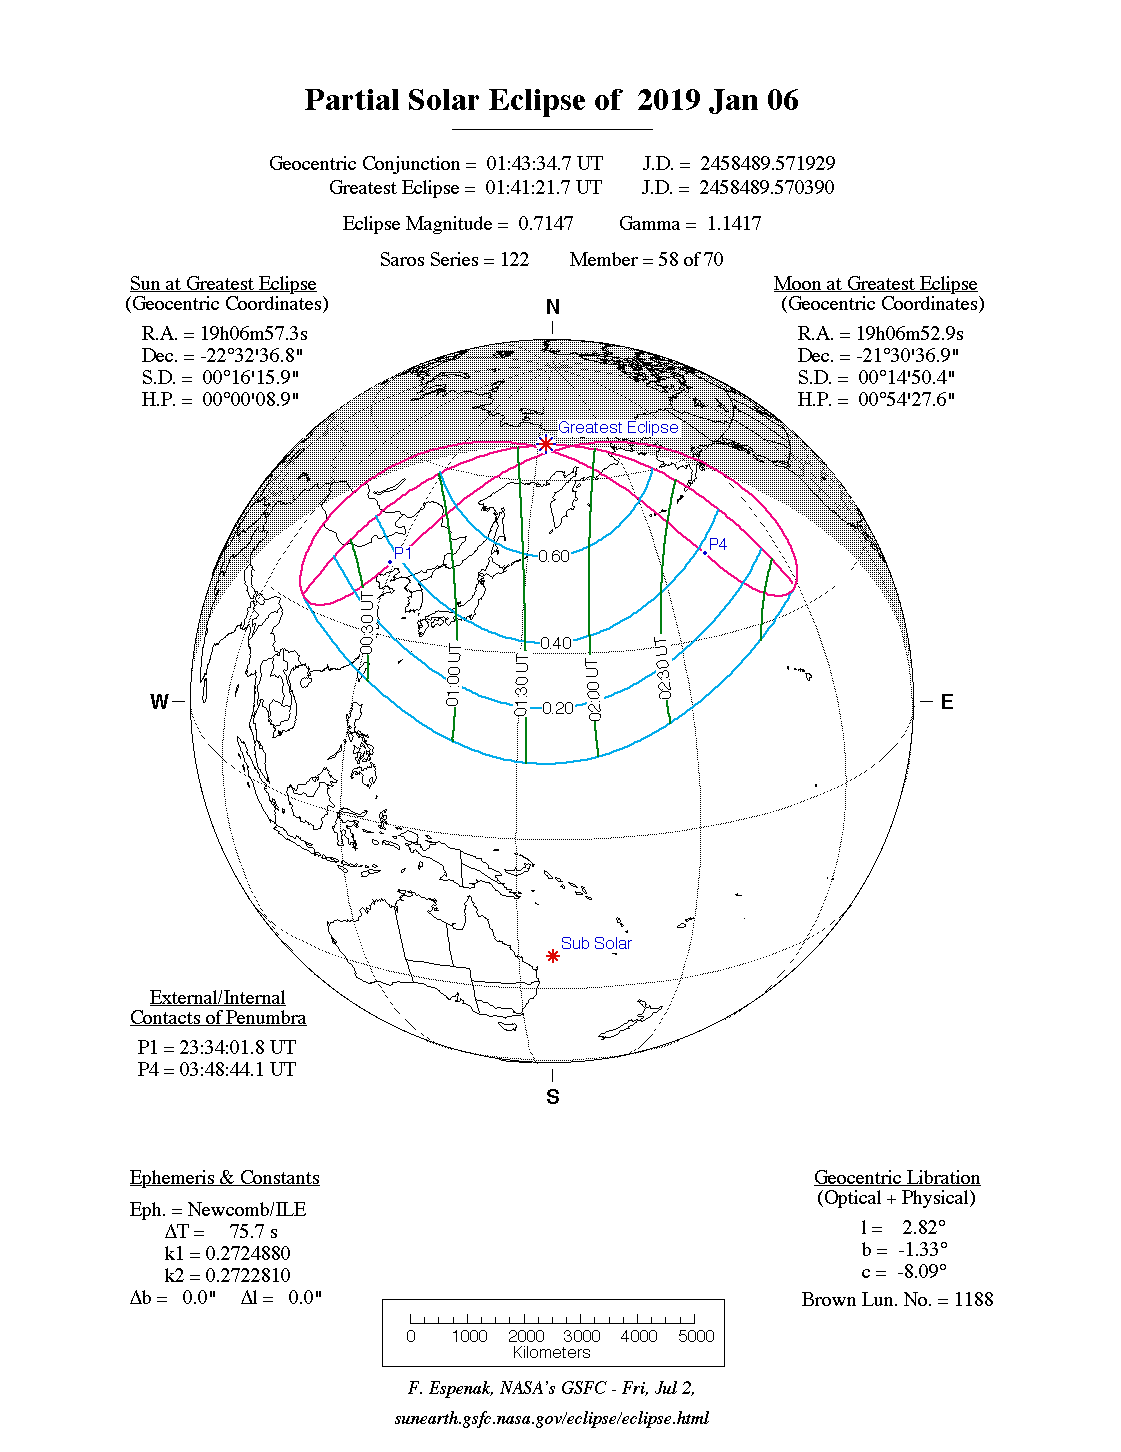 Partial Solar Eclipse of 2019 Jan 06
Geocentric Conjunction = 01:43:34.7 UT J.D. = 2458489.571929
Greatest Eclipse = 01:41:21.7 UT J.D. = 2458489.570390
Eclipse Magnitude = 0.7147 Gamma = 1.1417
Saros Series = 122 Member = 58 of 70
Sun at Greatest Eclipse
(Geocentric Coordinates)
R.A. = 19h06m57.3s
Dec. = -22°32'36.8"
S.D. = 00°16'15.9"
H.P. = 00°00'08.9"
Moon at Greatest Eclipse
(Geocentric Coordinates)
R.A. = 19h06m52.9s
Dec. = -21°30'36.9"
S.D. = 00°14'50.4"
H.P. = 00°54'27.6"
N
Greatest Eclipse
P1
P4
0.60
0.40
0.20
00:30 UT
01:00 UT
01:30 UT
02:00 UT
02:30 UT
W
E
Sub Solar
S
External/Internal
Contacts of Penumbra
P1 = 23:34:01.8 UT
P4 = 03:48:44.1 UT
Ephemeris & Constants
Eph. = Newcomb/ILE
ΔT = 75.7 s
k1 = 0.2724880
k2 = 0.2722810
Δb = 0.0" Δl = 0.0"
Geocentric Libration
(Optical + Physical)
l = 2.82°
b = -1.33°
c = -8.09°
Brown Lun. No. = 1188
0 1000 2000 3000 4000 5000
Kilometers
F. Espenak, NASA's GSFC - Fri, Jul 2,
sunearth.gsfc.nasa.gov/eclipse/eclipse.html